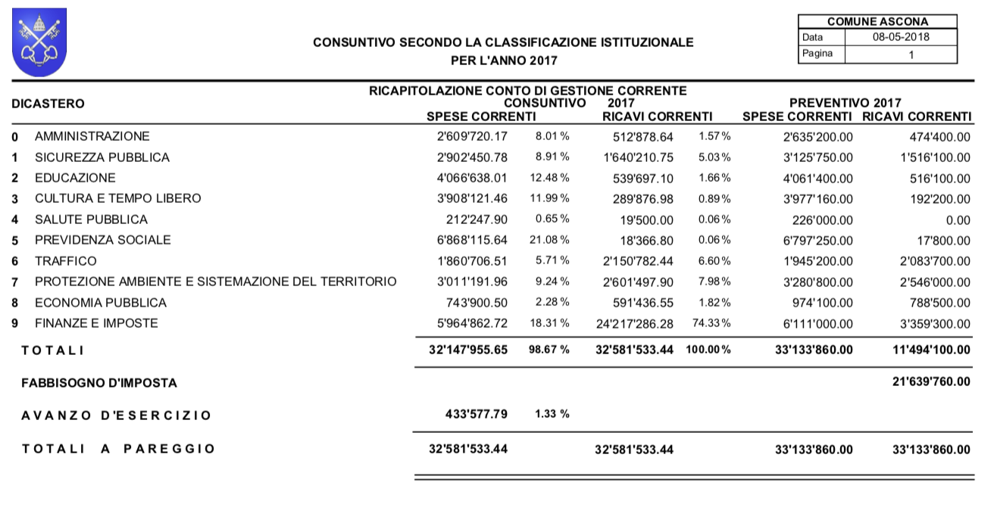 COMUNE ASCONA
Data 08-05-2018
Pagina 1
CONSUNTIVO SECONDO LA CLASSIFICAZIONE ISTITUZIONALE
PER L'ANNO 2017
RICAPITOLAZIONE CONTO DI GESTIONE CORRENTE
DICASTERO CONSUNTIVO 2017 PREVENTIVO 2017
SPESE CORRENTI RICAVI CORRENTI SPESE CORRENTI RICAVI CORRENTI
0 AMMINISTRAZIONE 2'609'720.17 8.01 % 512'878.64 1.57 % 2'635'200.00 474'400.00
1 SICUREZZA PUBBLICA 2'902'450.78 8.91 % 1'640'210.75 5.03 % 3'125'750.00 1'516'100.00
2 EDUCAZIONE 4'066'638.01 12.48 % 539'697.10 1.66 % 4'061'400.00 516'100.00
3 CULTURA E TEMPO LIBERO 3'908'121.46 11.99 % 289'876.98 0.89 % 3'977'160.00 192'200.00
4 SALUTE PUBBLICA 212'247.90 0.65 % 19'500.00 0.06 % 226'000.00 0.00
5 PREVIDENZA SOCIALE 6'868'115.64 21.08 % 18'366.80 0.06 % 6'797'250.00 17'800.00
6 TRAFFICO 1'860'706.51 5.71 % 2'150'782.44 6.60 % 1'945'200.00 2'083'700.00
7 PROTEZIONE AMBIENTE E SISTEMAZIONE DEL TERRITORIO 3'011'191.96 9.24 % 2'601'497.90 7.98 % 3'280'800.00 2'546'000.00
8 ECONOMIA PUBBLICA 743'900.50 2.28 % 591'436.55 1.82 % 974'100.00 788'500.00
9 FINANZE E IMPOSTE 5'964'862.72 18.31 % 24'217'286.28 74.33 % 6'111'000.00 3'359'300.00
TOTALI 32'147'955.65 98.67 % 32'581'533.44 100.00 % 33'133'860.00 11'494'100.00
FABBISOGNO D'IMPOSTA 21'639'760.00
AVANZO D'ESERCIZIO 433'577.79 1.33 %
TOTALI A PAREGGIO 32'581'533.44 32'581'533.44 33'133'860.00 33'133'860.00